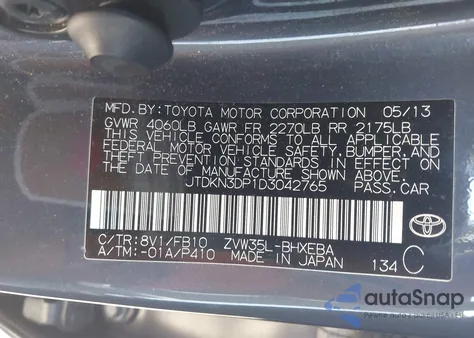 MFD.BY:TOYOTA MOTOR CORPORATION 05/13
GVWR 4060LB GAWR FR 2270LB RR 2175LB
THIS VEHICLE CONFORMS TO ALL APPLICABLE
FEDERAL MOTOR VEHICLE SAFETY,BUMPER,AND
THEFT PREVENTION STANDARDS IN EFFECT ON
THE DATE OF MANUFACTURE SHOWN ABOVE.
JTDKN3DP1D3042765 PASS.CAR
C/TR:8V1/FB10 ZVW35L-BHXEBA
A/TM:-01A/P410 MADE IN JAPAN
134 C
TOYOTA
autoSnap